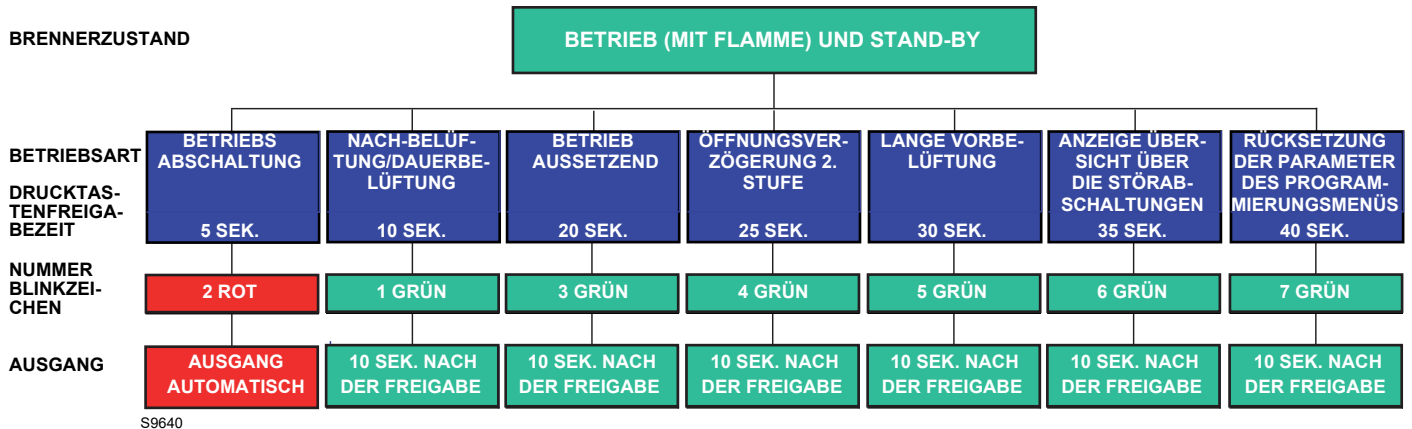 BRENNERZUSTAND
BETRIEB (MIT FLAMME) UND STAND-BY
BETRIEBSART
DRUCKTAS-
TENFREIGA-
BEZEIT
BETRIEBS
ABSCHALTUNG
5 SEK.
NACH-BELÜF-
TUNG/DAUERBE-
LÜFTUNG
10 SEK.
BETRIEB
AUSSETZEND
20 SEK.
ÖFFNUNGSVER-
ZÖGERUNG 2.
STUFE
25 SEK.
LANGE VORBE-
LÜFTUNG
30 SEK.
ANZEIGE ÜBER-
SICHT ÜBER
DIE STÖRAB-
SCHALTUNGEN
35 SEK.
RÜCKSETZUNG
DER PARAMETER
DES PROGRAM-
MIERUNGSMENÜS
40 SEK.
NUMMER
BLINKZEI-
CHEN
2 ROT
1 GRÜN
3 GRÜN
4 GRÜN
5 GRÜN
6 GRÜN
7 GRÜN
AUSGANG
AUSGANG
AUTOMATISCH
10 SEK. NACH
DER FREIGABE
10 SEK. NACH
DER FREIGABE
10 SEK. NACH
DER FREIGABE
10 SEK. NACH
DER FREIGABE
10 SEK. NACH
DER FREIGABE
10 SEK. NACH
DER FREIGABE
S9640